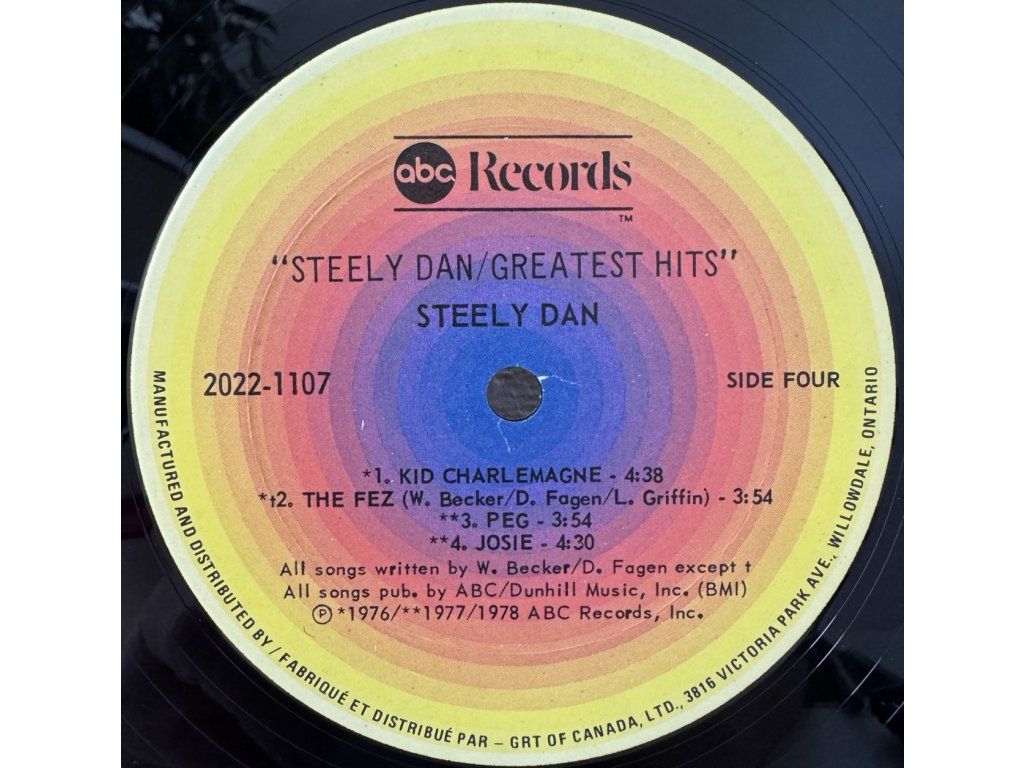 abc Records
™
"STEELY DAN/GREATEST HITS"
STEELY DAN
2022-1107
SIDE FOUR
*1. KID CHARLEMAGNE - 4:38
*†2. THE FEZ (W. Becker/D. Fagen/L. Griffin) - 3:54
**3. PEG - 3:54
**4. JOSIE - 4:30
All songs written by W. Becker/D. Fagen except †
All songs pub. by ABC/Dunhill Music, Inc. (BMI)
℗ *1976/**1977/1978 ABC Records, Inc.
MANUFACTURED AND DISTRIBUTED BY / FABRIQUÉ ET DISTRIBUÉ PAR – GRT OF CANADA, LTD., 3816 VICTORIA PARK AVE., WILLOWDALE, ONTARIO